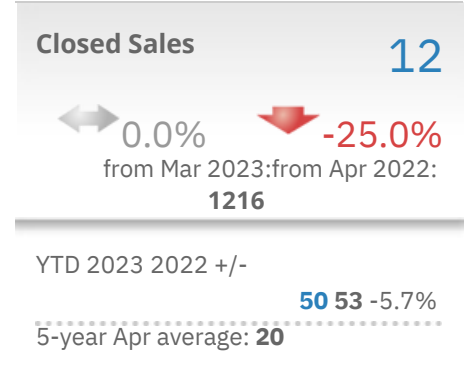 Closed Sales 12
0.0% -25.0%
from Mar 2023:from Apr 2022:
1216
YTD 2023 2022 +/-
50 53 -5.7%
5-year Apr average: 20